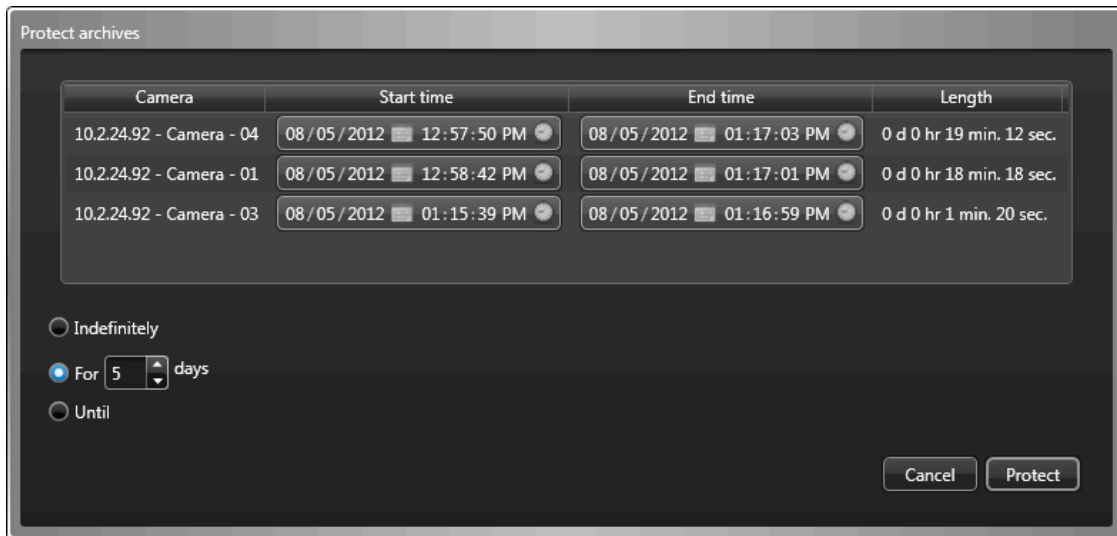 Protect archives
Camera Start time End time Length
10.2.24.92 - Camera - 04 08/05/2012 12:57:50 PM 08/05/2012 01:17:03 PM 0 d 0 hr 19 min. 12 sec.
10.2.24.92 - Camera - 01 08/05/2012 12:58:42 PM 08/05/2012 01:17:01 PM 0 d 0 hr 18 min. 18 sec.
10.2.24.92 - Camera - 03 08/05/2012 01:15:39 PM 08/05/2012 01:16:59 PM 0 d 0 hr 1 min. 20 sec.
Indefinitely
For 5 days
Until
Cancel Protect